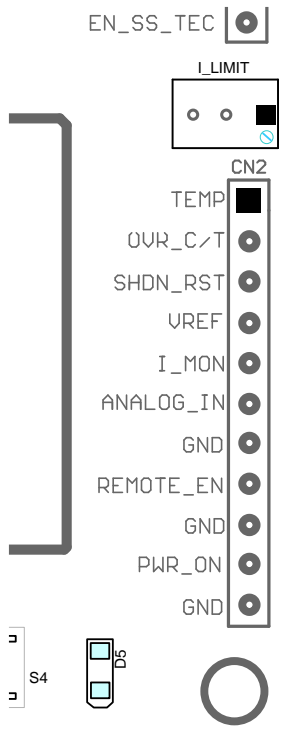 EN_SS_TEC
I_LIMIT
CN2
TEMP
OVR_C/T
SHDN_RST
VREF
I_MON
ANALOG_IN
GND
REMOTE_EN
GND
PWR_ON
GND
S4
D5